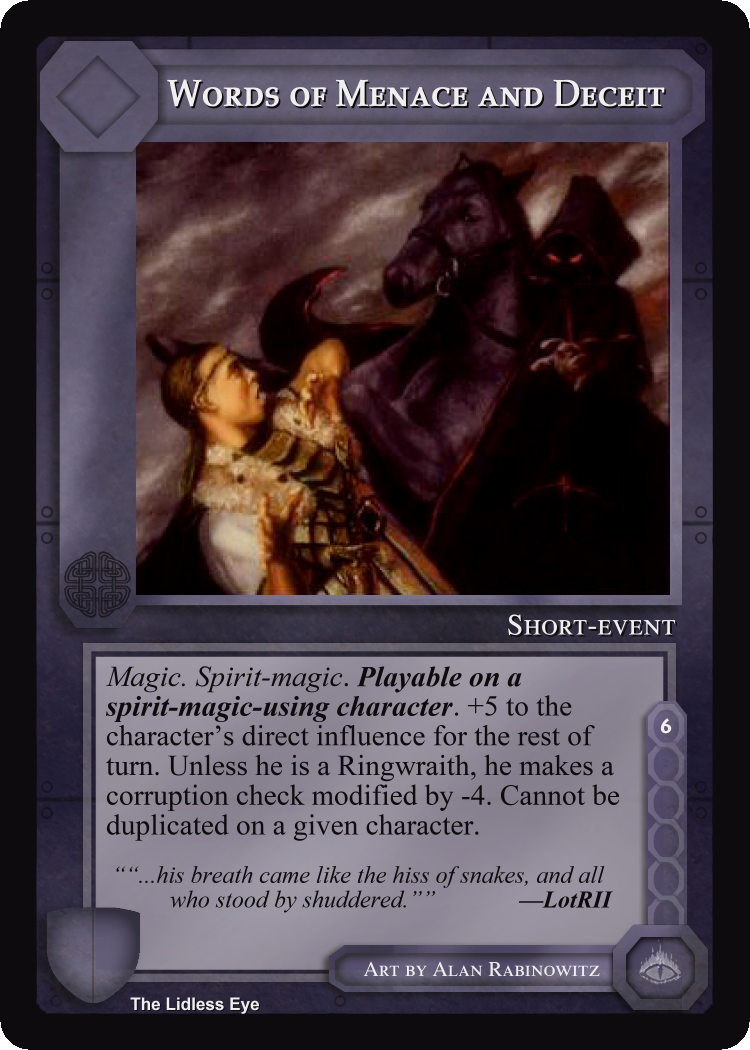 Words of Menace and Deceit
Short-event
Magic. Spirit-magic. Playable on a
spirit-magic-using character. +5 to the
character’s direct influence for the rest of
turn. Unless he is a Ringwraith, he makes a
corruption check modified by -4. Cannot be
duplicated on a given character.
6
““...his breath came like the hiss of snakes, and all
who stood by shuddered.”” —LotRII
Art by Alan Rabinowitz
The Lidless Eye